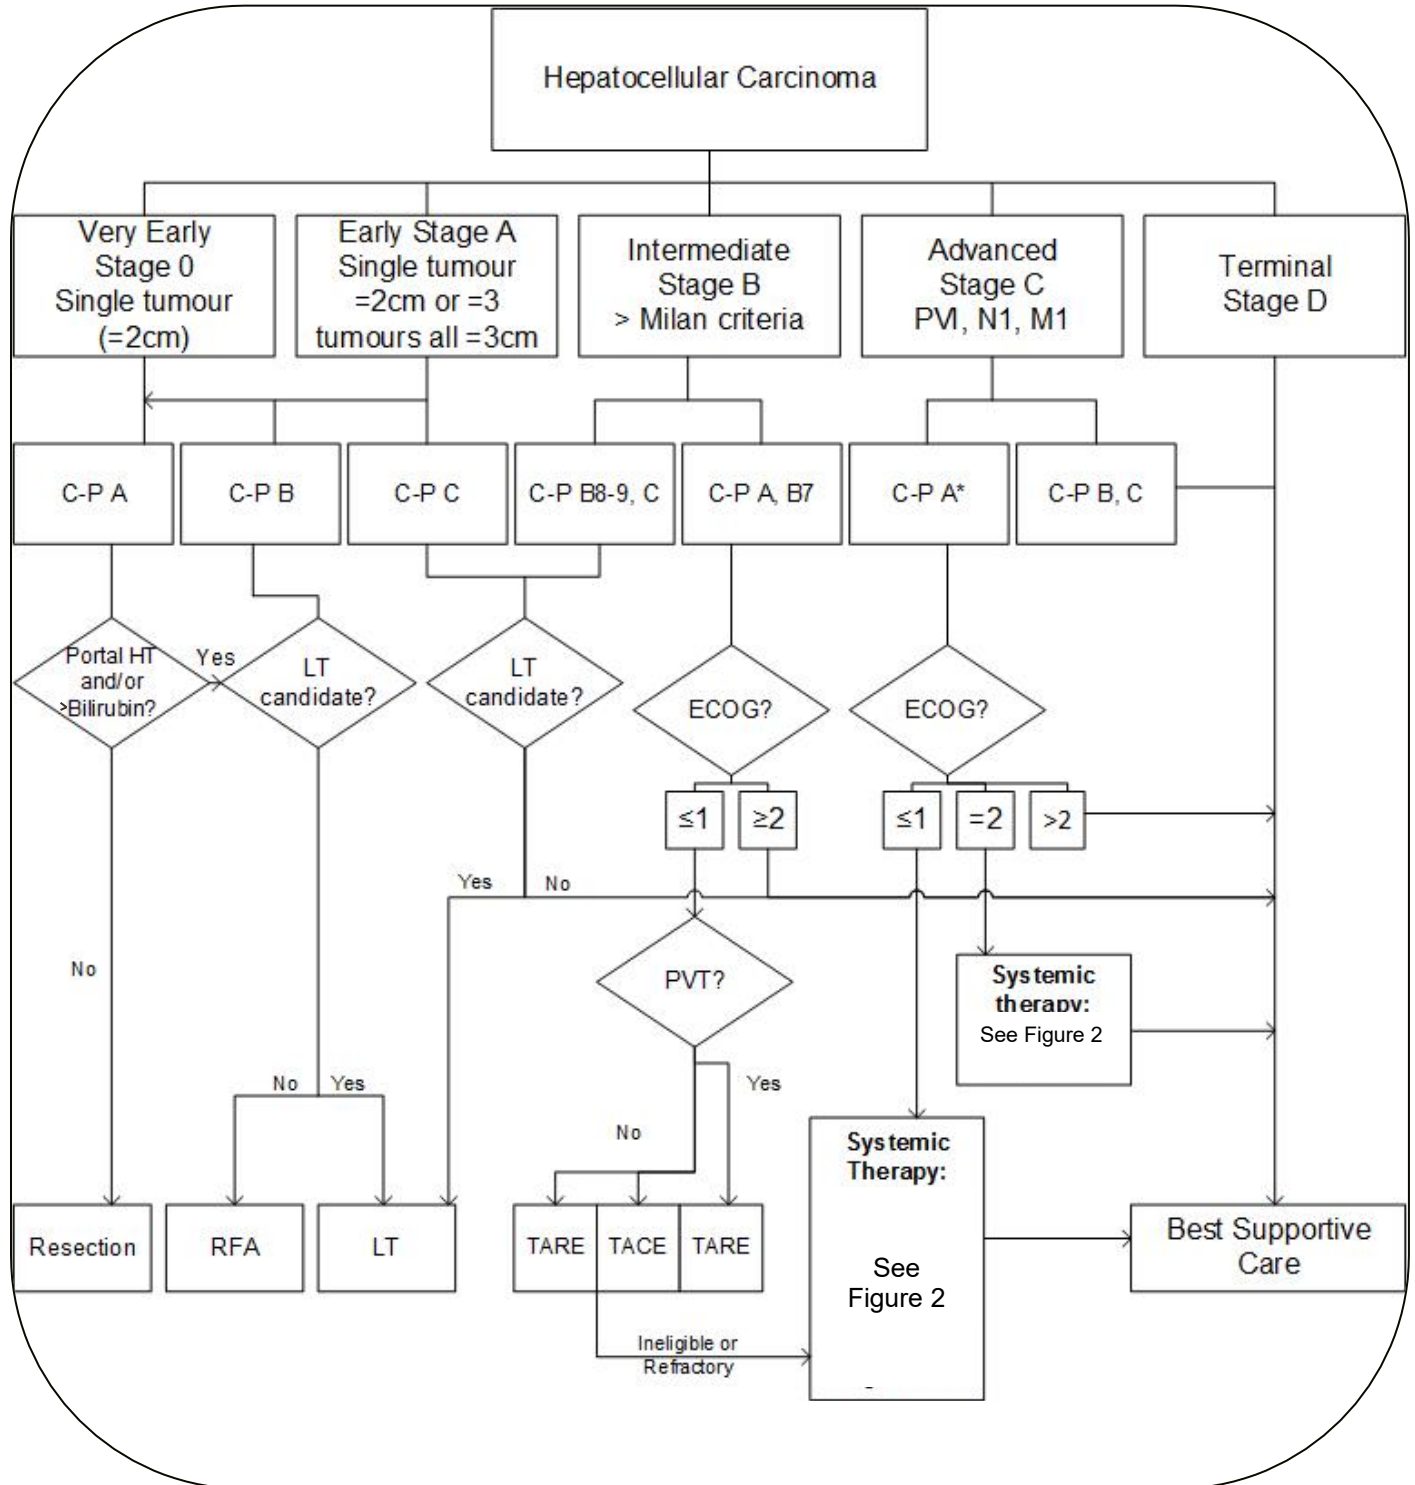 Hepatocellular Carcinoma
Very Early
Stage 0
Single tumour
(=2cm)
Early Stage A
Single tumour
=2cm or =3
tumours all =3cm
Intermediate
Stage B
> Milan criteria
Advanced
Stage C
PVI, N1, M1
Terminal
Stage D
C-P A
C-P B
C-P C
C-P B8-9, C
C-P A, B7
C-P A*
C-P B, C
Portal HT
and/or
>Bilirubin?
Yes
LT
candidate?
LT
candidate?
ECOG?
ECOG?
≤1
≥2
≤1
=2
>2
Yes
No
No
PVT?
Systemic
therapy:
See Figure 2
No
Yes
Yes
No
Systemic
Therapy:
See
Figure 2
-
Resection
RFA
LT
TARE
TACE
TARE
Best Supportive
Care
Ineligible or
Refractory